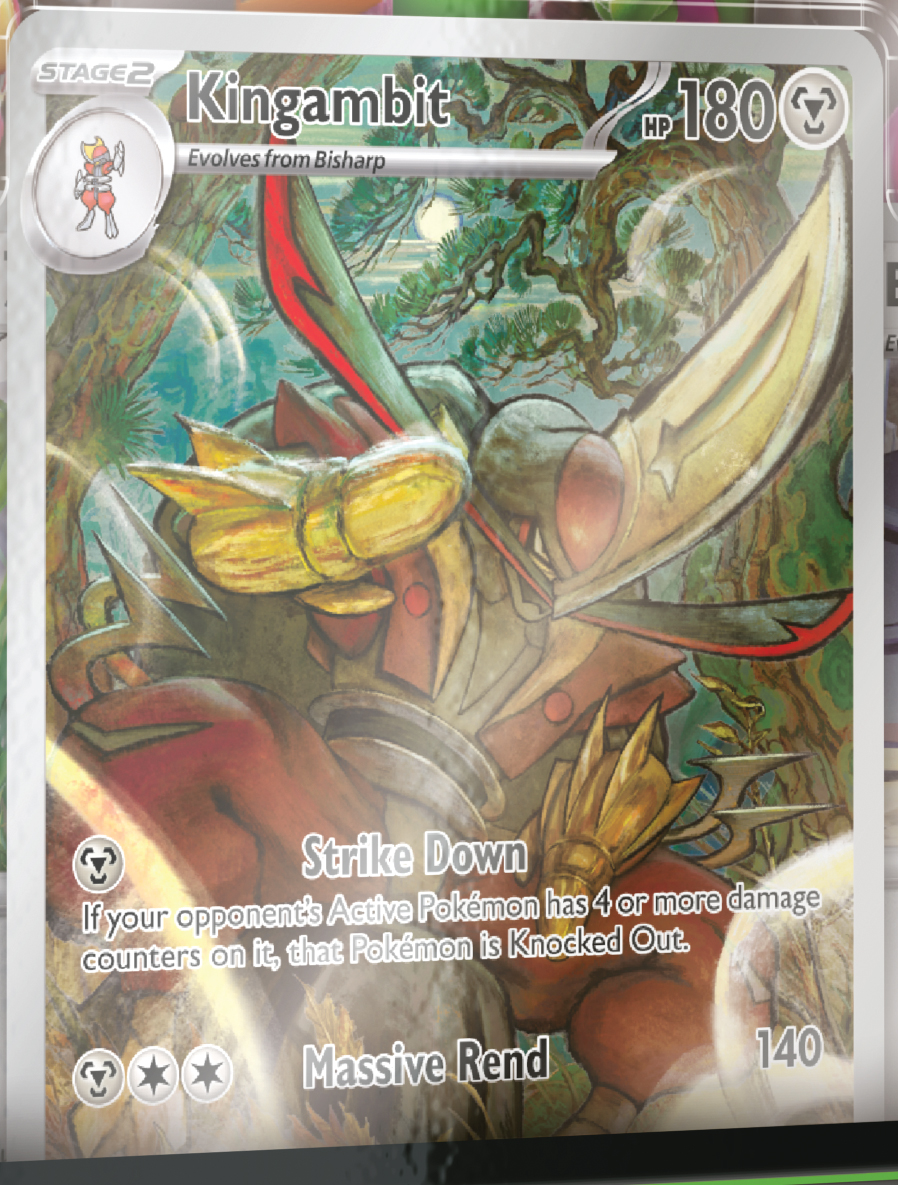 STAGE2
Kingambit
HP 180
Evolves from Bisharp
Strike Down
If your opponent's Active Pokémon has 4 or more damage
counters on it, that Pokémon is Knocked Out.
Massive Rend 140